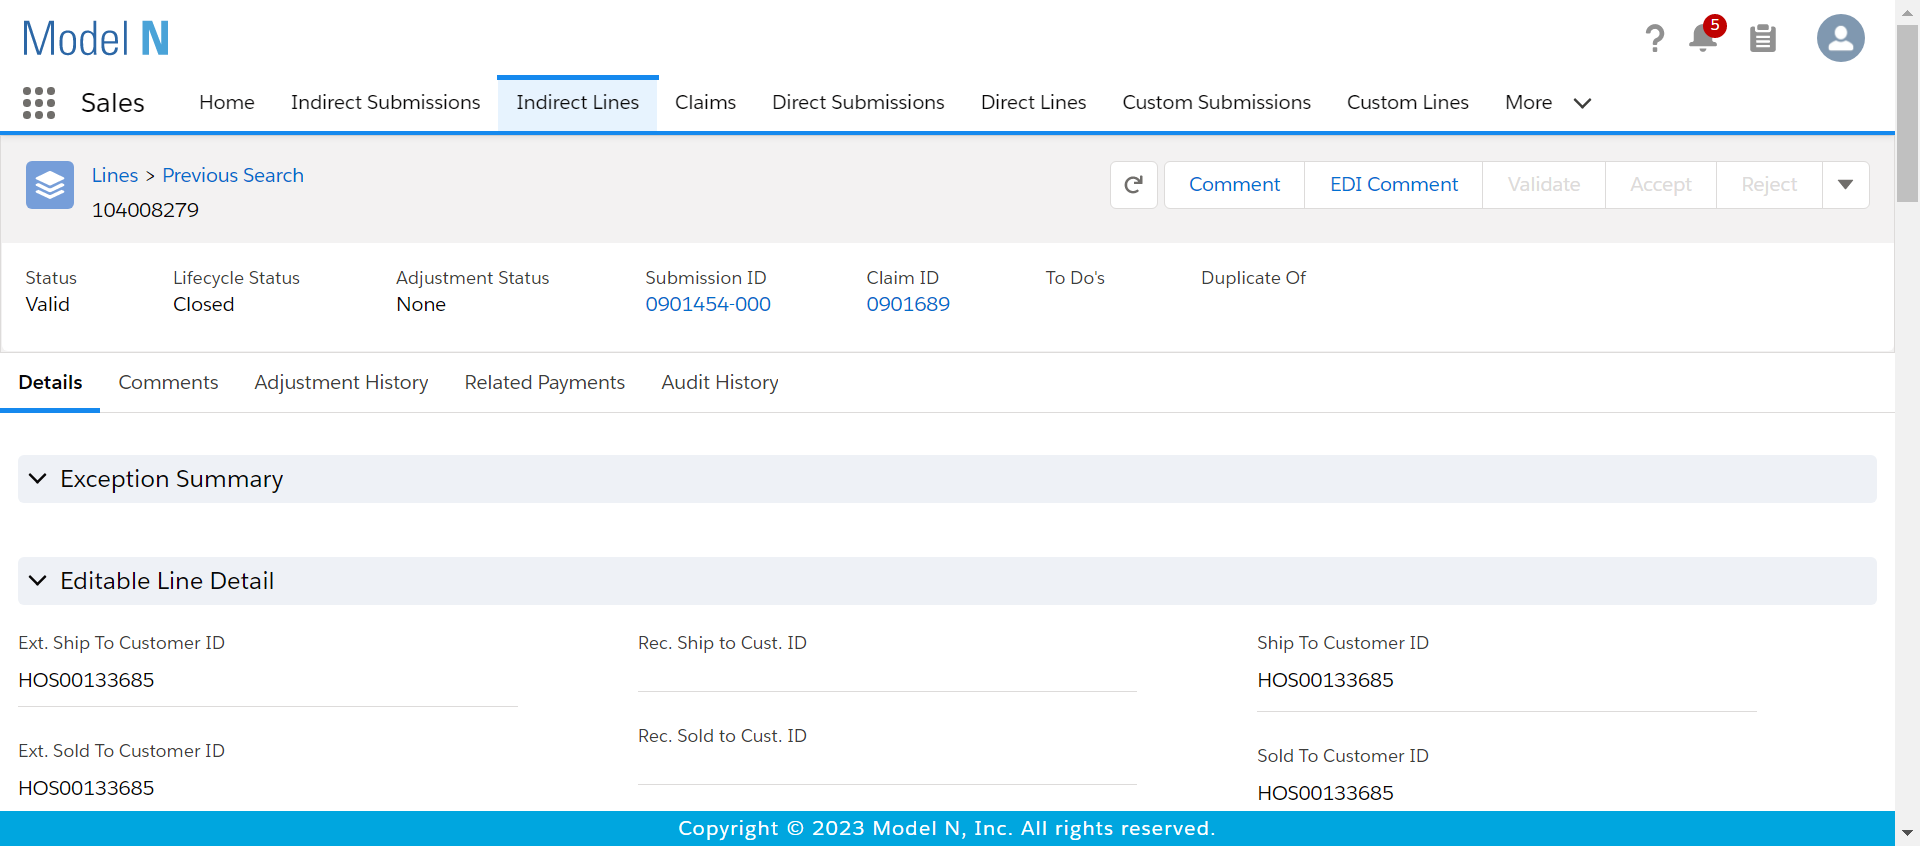 Model N
5
Sales Home Indirect Submissions Indirect Lines Claims Direct Submissions Direct Lines Custom Submissions Custom Lines More
Lines > Previous Search
104008279
Comment EDI Comment Validate Accept Reject
Status Lifecycle Status Adjustment Status Submission ID Claim ID To Do's Duplicate Of
Valid Closed None 0901454-000 0901689
Details Comments Adjustment History Related Payments Audit History
Exception Summary
Editable Line Detail
Ext. Ship To Customer ID Rec. Ship to Cust. ID Ship To Customer ID
HOS00133685 HOS00133685
Rec. Sold to Cust. ID
Ext. Sold To Customer ID Sold To Customer ID
HOS00133685 HOS00133685
Copyright © 2023 Model N, Inc. All rights reserved.